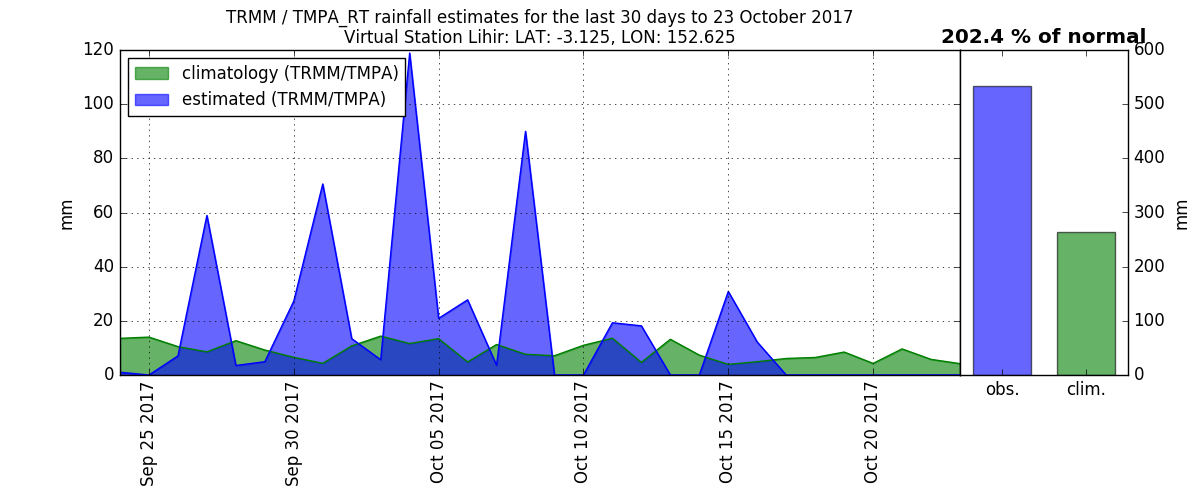 TRMM / TMPA_RT rainfall estimates for the last 30 days to 23 October 2017
Virtual Station Lihir: LAT: -3.125, LON: 152.625
202.4 % of normal
climatology (TRMM/TMPA)
estimated (TRMM/TMPA)
120
100
80
60
40
20
0
mm
600
500
400
300
200
100
0
mm
Sep 25 2017
Sep 30 2017
Oct 05 2017
Oct 10 2017
Oct 15 2017
Oct 20 2017
obs.
clim.